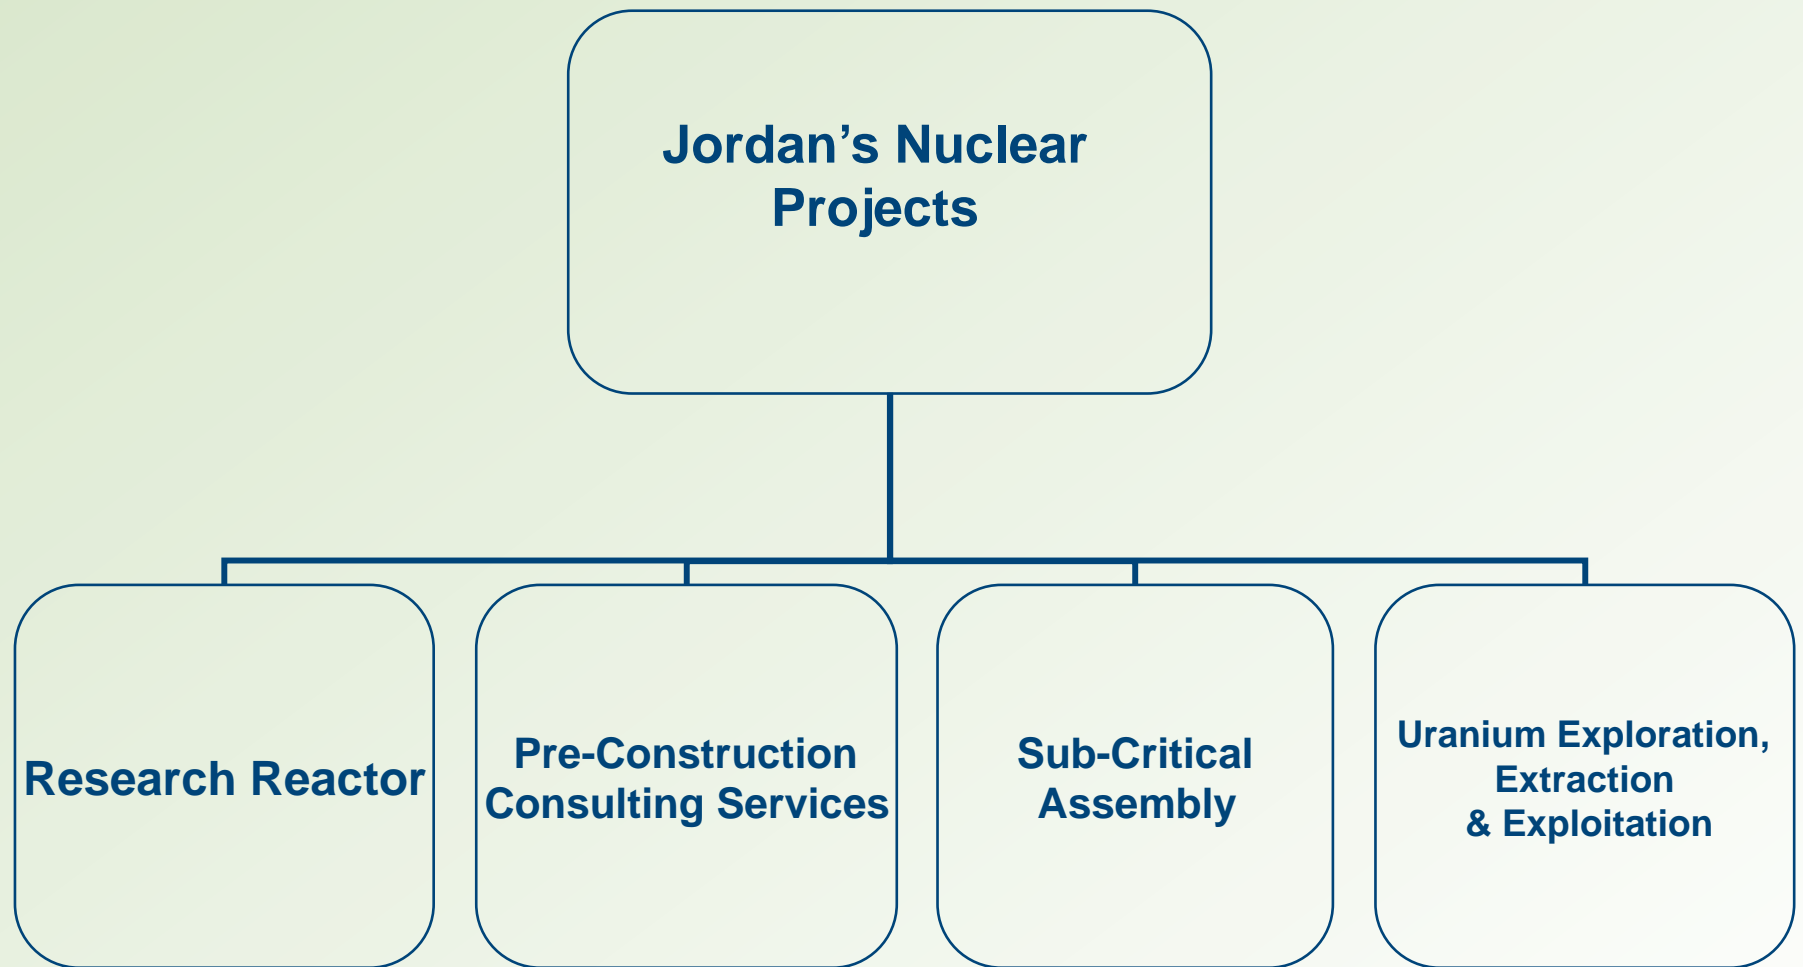 Jordan’s Nuclear
Projects
Research Reactor
Pre-Construction
Consulting Services
Sub-Critical
Assembly
Uranium Exploration,
Extraction
& Exploitation